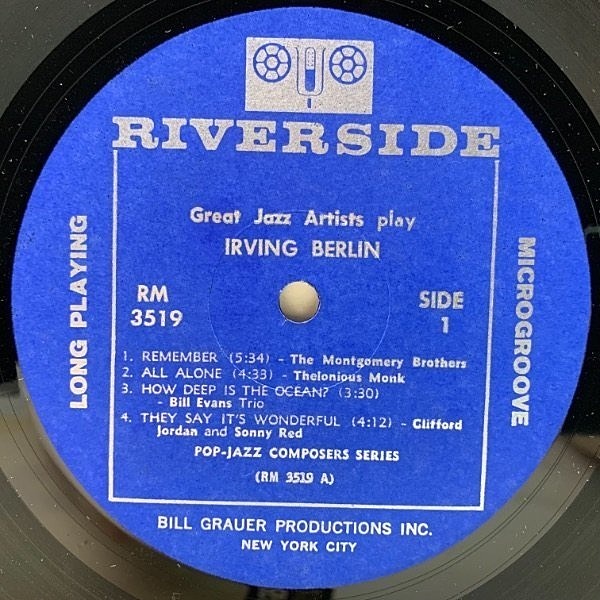 RIVERSIDE
Great Jazz Artists play
IRVING BERLIN
RM
3519
SIDE
1
LONG PLAYING
MICROGROOVE
1. REMEMBER (5:34) - The Montgomery Brothers
2. ALL ALONE (4:33) - Thelonious Monk
3. HOW DEEP IS THE OCEAN? (3:30)
- Bill Evans Trio
4. THEY SAY IT'S WONDERFUL (4:12) - Clifford
Jordan and Sonny Red
POP-JAZZ COMPOSERS SERIES
(RM 3519 A)
BILL GRAUER PRODUCTIONS INC.
NEW YORK CITY